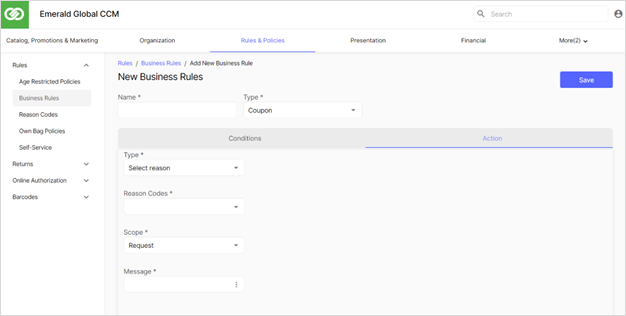 Emerald Global CCM
Search
Catalog, Promotions & Marketing Organization Rules & Policies Presentation Financial More(2)
Rules
Age Restricted Policies
Business Rules
Reason Codes
Own Bag Policies
Self-Service
Returns
Online Authorization
Barcodes
Rules / Business Rules / Add New Business Rule
New Business Rules
Save
Name * Type *
Coupon
Conditions Action
Type *
Select reason
Reason Codes *
Scope *
Request
Message *